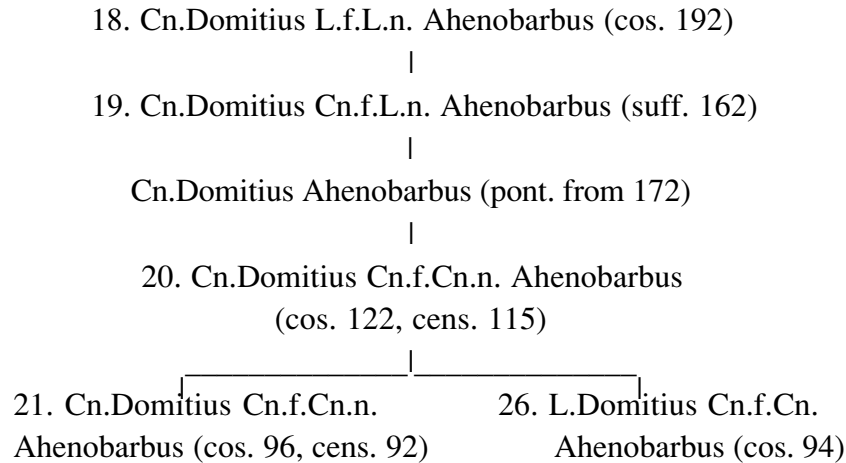 18. Cn.Domitius L.f.L.n. Ahenobarbus (cos. 192)
19. Cn.Domitius Cn.f.L.n. Ahenobarbus (suff. 162)
Cn.Domitius Ahenobarbus (pont. from 172)
20. Cn.Domitius Cn.f.Cn.n. Ahenobarbus
(cos. 122, cens. 115)
21. Cn.Domitius Cn.f.Cn.n. 26. L.Domitius Cn.f.Cn.
Ahenobarbus (cos. 96, cens. 92) Ahenobarbus (cos. 94)